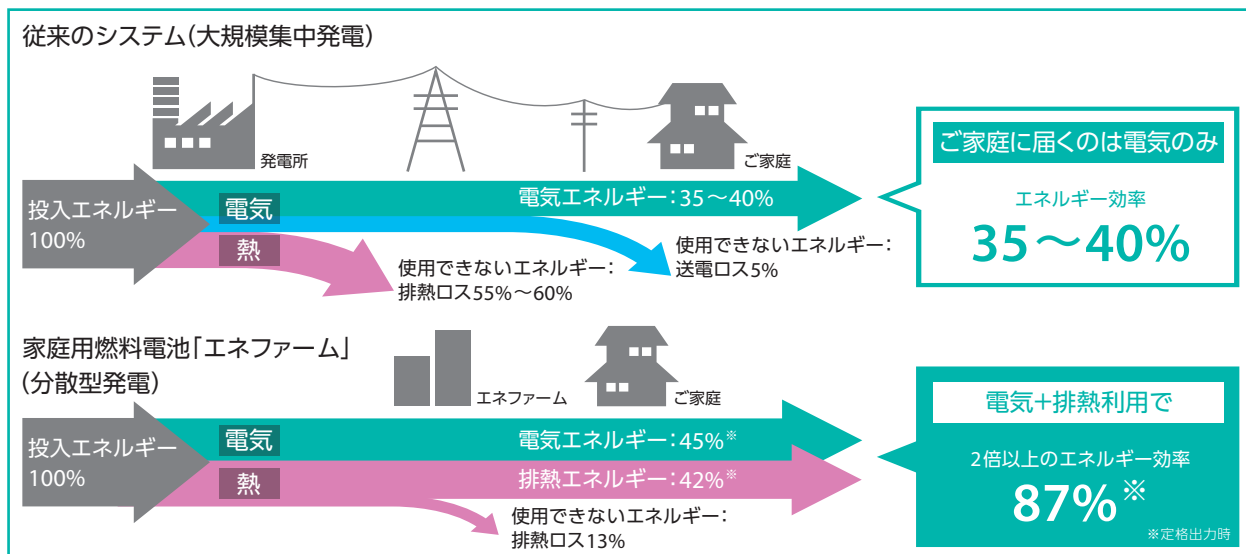 従来のシステム(大規模集中発電)
発電所
ご家庭
投入エネルギー
100%
電気
熱
電気エネルギー:35～40%
使用できないエネルギー:
排熱ロス55%～60%
使用できないエネルギー:
送電ロス5%
ご家庭に届くのは電気のみ
エネルギー効率
35～40%
家庭用燃料電池「エネファーム」
(分散型発電)
エネファーム
ご家庭
投入エネルギー
100%
電気
熱
電気エネルギー:45%※
排熱エネルギー:42%※
使用できないエネルギー:
排熱ロス13%
電気+排熱利用で
2倍以上のエネルギー効率
87%※
※定格出力時